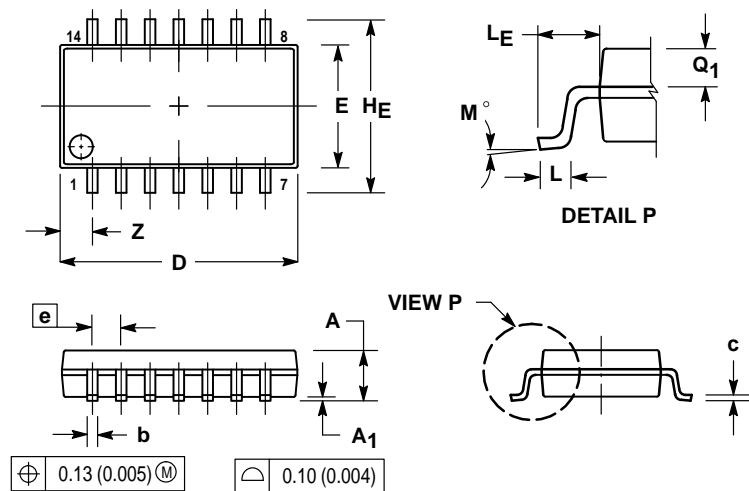 14 8
E
H_E
1 7
Z
D
L_E
Q_1
M°
L
DETAIL P
e
A
b
A_1
0.13 (0.005) Ⓜ
0.10 (0.004)
VIEW P
c